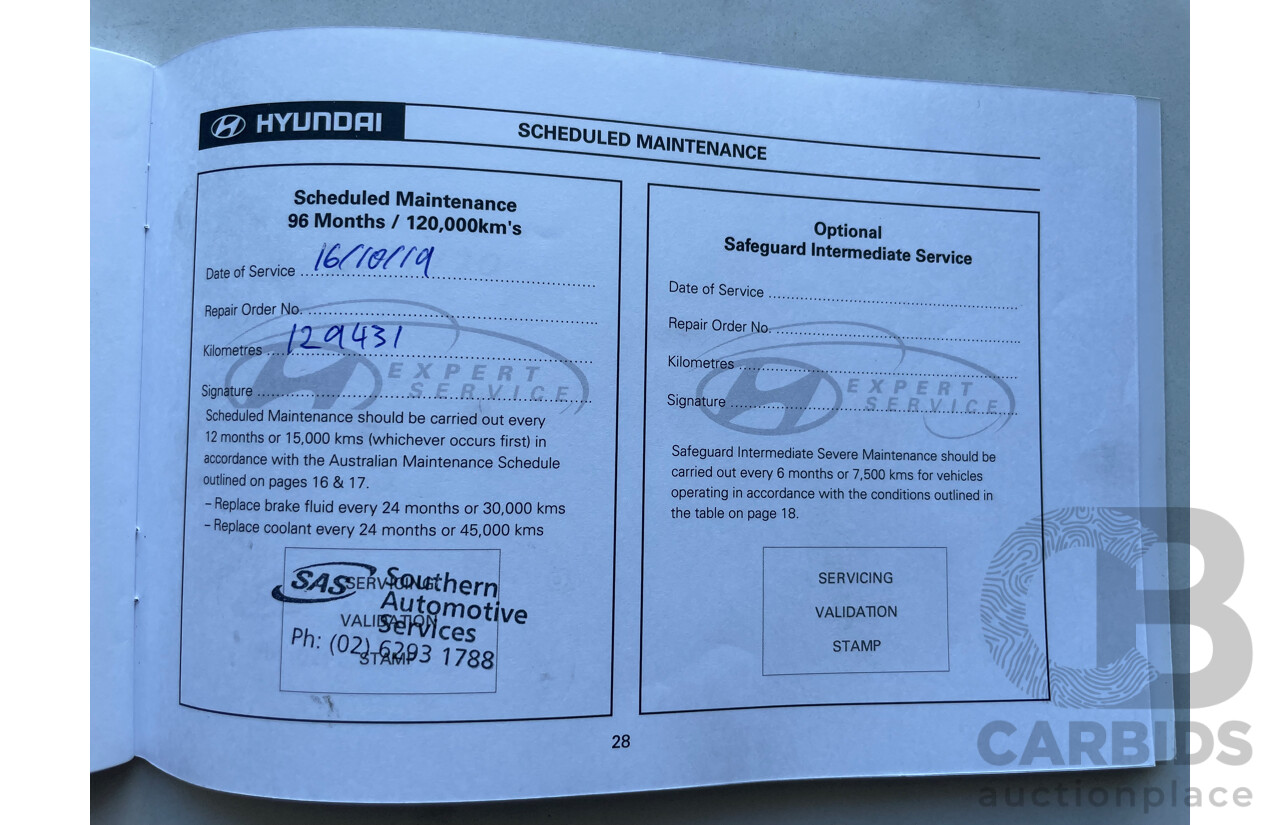 HYUNDAI
SCHEDULED MAINTENANCE
Scheduled Maintenance
96 Months / 120,000km's
Date of Service 16/10/19
Repair Order No.
Kilometres 129431
Signature
EXPERT
SERVICE
Scheduled Maintenance should be carried out every
12 months or 15,000 kms (whichever occurs first) in
accordance with the Australian Maintenance Schedule
outlined on pages 16 & 17.
– Replace brake fluid every 24 months or 30,000 kms
– Replace coolant every 24 months or 45,000 kms
SERVICING
VALIDATION
STAMP
SAS Southern
Automotive
Services
Ph: (02) 6293 1788
Optional
Safeguard Intermediate Service
Date of Service
Repair Order No.
Kilometres
Signature
EXPERT
SERVICE
Safeguard Intermediate Severe Maintenance should be
carried out every 6 months or 7,500 kms for vehicles
operating in accordance with the conditions outlined in
the table on page 18.
SERVICING
VALIDATION
STAMP
28
CB
CARBIDS
auctionplace